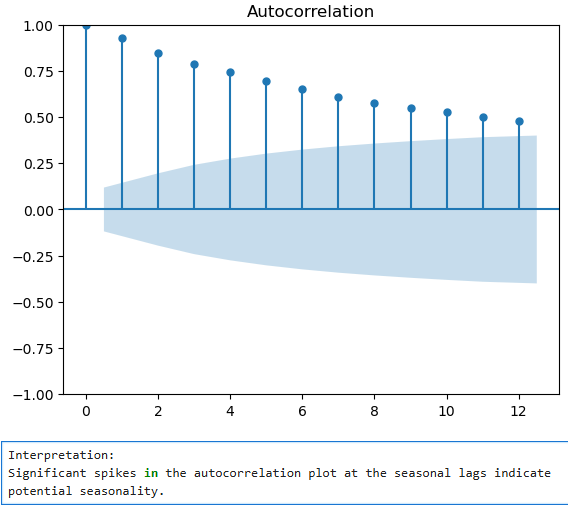 Autocorrelation
1.00
0.75
0.50
0.25
0.00
−0.25
−0.50
−0.75
−1.00
0 2 4 6 8 10 12
Interpretation:
Significant spikes in the autocorrelation plot at the seasonal lags indicate
potential seasonality.